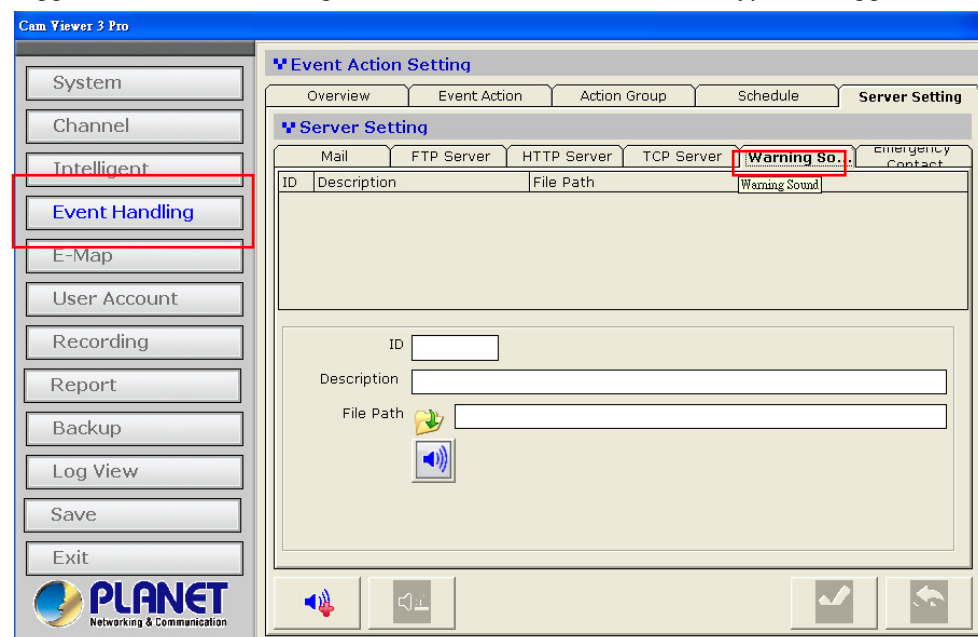 Cam Viewer 3 Pro
System
Channel
Intelligent
Event Handling
E-Map
User Account
Recording
Report
Backup
Log View
Save
Exit
PLANET
Networking & Communication
Event Action Setting
Overview Event Action Action Group Schedule Server Setting
Server Setting
Mail FTP Server HTTP Server TCP Server Warning So... Emergency
Contact
ID Description File Path
Warning Sound
ID
Description
File Path